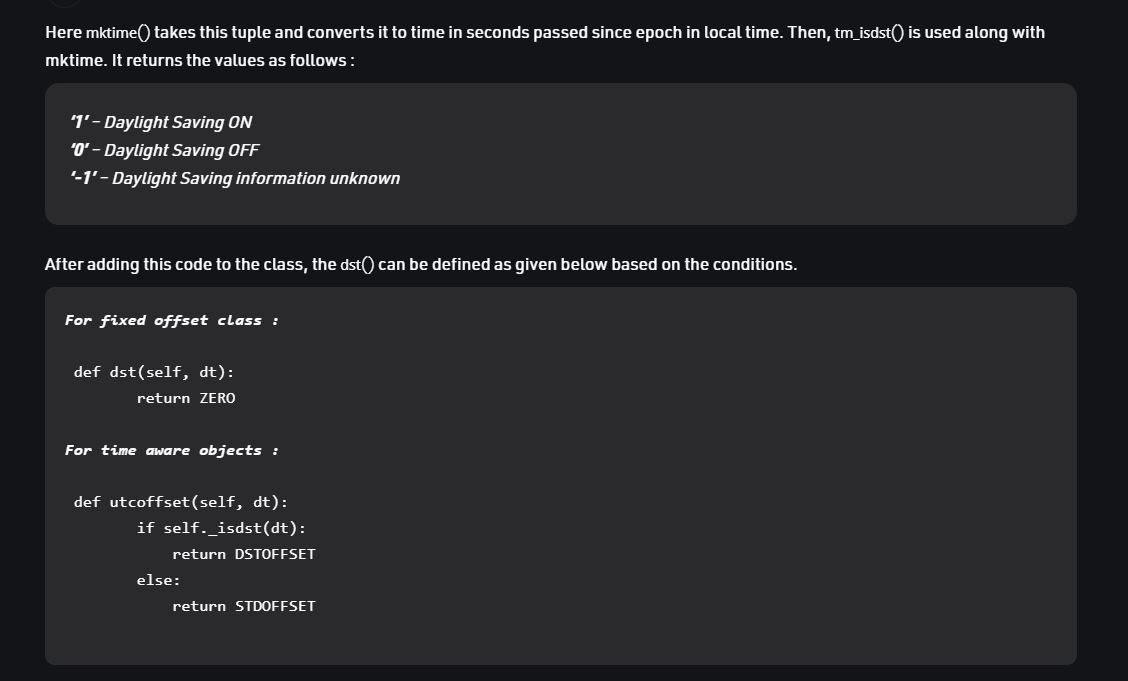 Here mktime() takes this tuple and converts it to time in seconds passed since epoch in local time. Then, tm_isdst() is used along with
mktime. It returns the values as follows :
‘1’ – Daylight Saving ON
‘0’ – Daylight Saving OFF
‘-1’ – Daylight Saving information unknown
After adding this code to the class, the dst() can be defined as given below based on the conditions.
For fixed offset class :
def dst(self, dt):
return ZERO
For time aware objects :
def utcoffset(self, dt):
if self._isdst(dt):
return DSTOFFSET
else:
return STDOFFSET